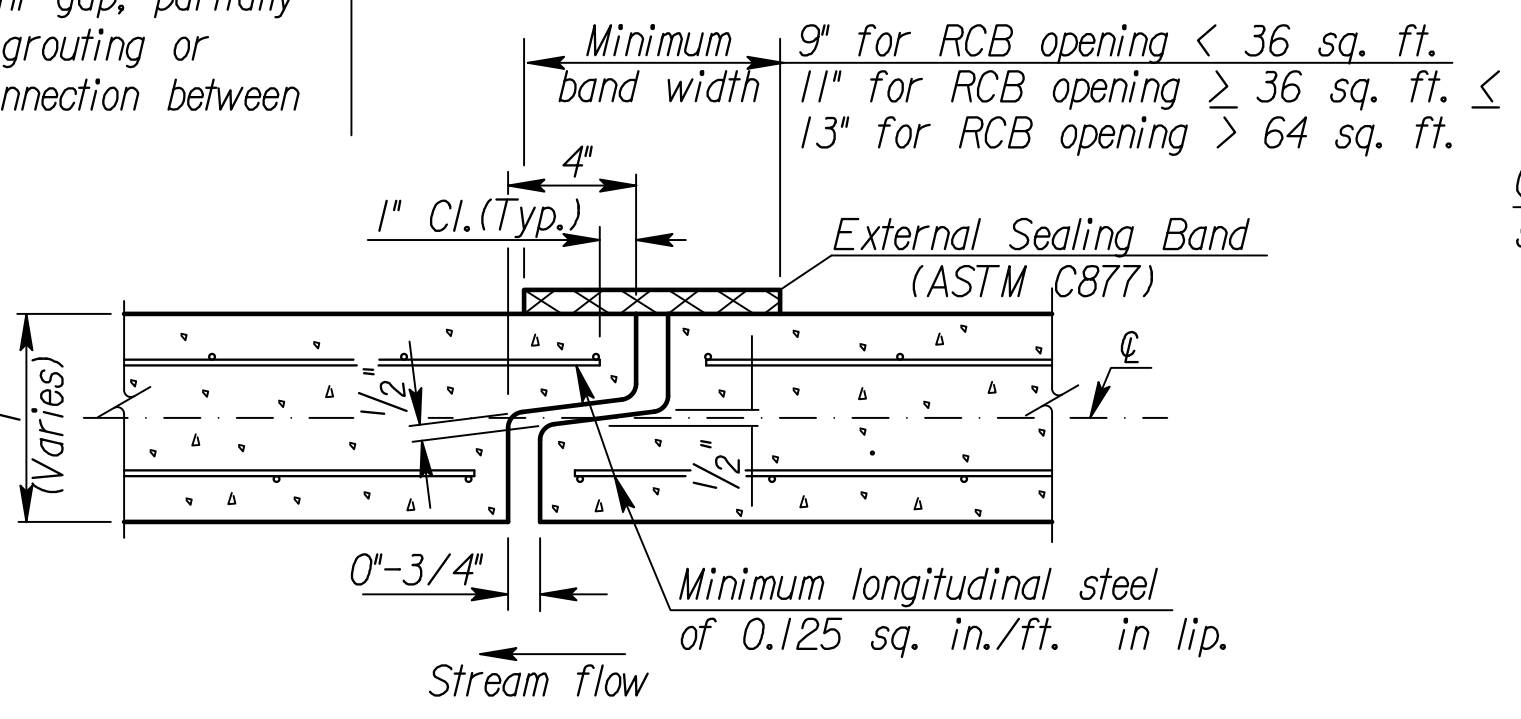 grouting or
nnection between
Minimum
band width
9" for RCB opening < 36 sq. ft.
11" for RCB opening ≥ 36 sq. ft. ≤
13" for RCB opening > 64 sq. ft.
4"
1" Cl.(Typ.)
External Sealing Band
(ASTM C877)
℄
(Varies)
1/2"
1/2"
0"-3/4"
Minimum longitudinal steel
of 0.125 sq. in./ft. in lip.
Stream flow